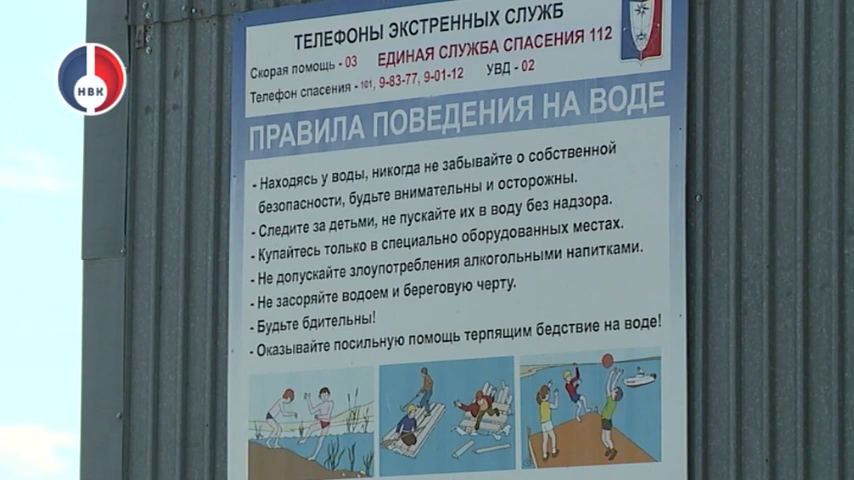 ТЕЛЕФОНЫ ЭКСТРЕННЫХ СЛУЖБ
Скорая помощь - 03 ЕДИНАЯ СЛУЖБА СПАСЕНИЯ 112
Телефон спасения - 101, 9-83-77, 9-01-12 УВД - 02
НВК
ПРАВИЛА ПОВЕДЕНИЯ НА ВОДЕ
- Находясь у воды, никогда не забывайте о собственной
безопасности, будьте внимательны и осторожны.
- Следите за детьми, не пускайте их в воду без надзора.
- Купайтесь только в специально оборудованных местах.
- Не допускайте злоупотребления алкогольными напитками.
- Не засоряйте водоем и береговую черту.
- Будьте бдительны!
- Оказывайте посильную помощь терпящим бедствие на воде!